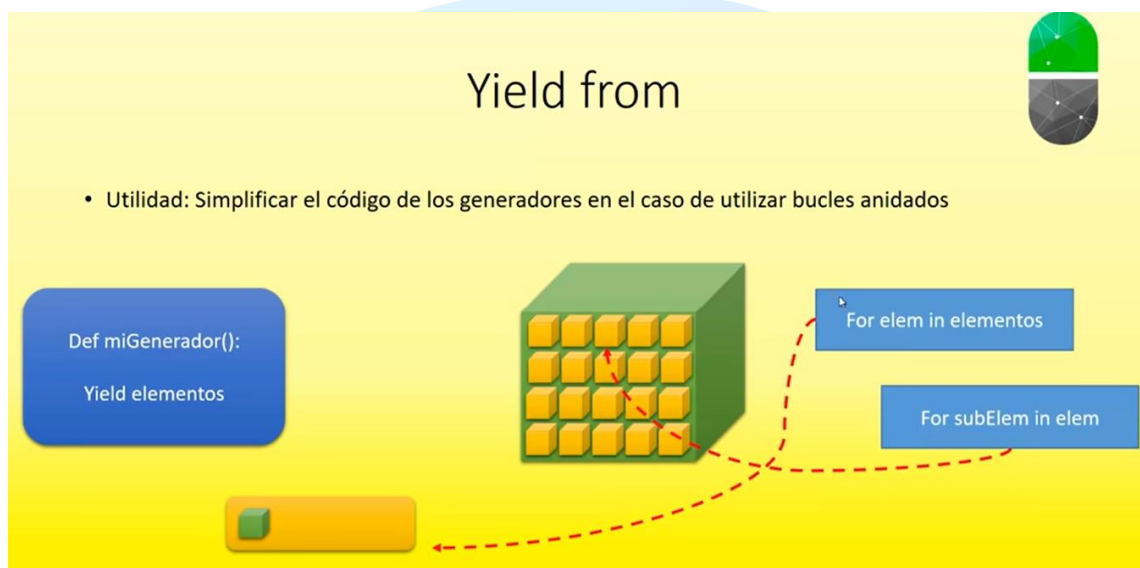 Yield from
• Utilidad: Simplificar el código de los generadores en el caso de utilizar bucles anidados
Def miGenerador():
Yield elementos
For elem in elementos
For subElem in elem